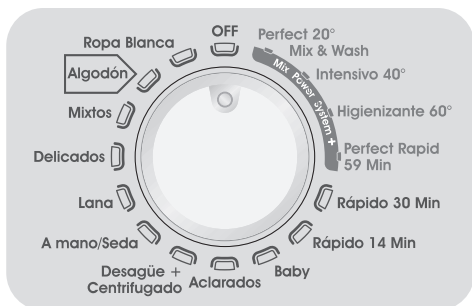 OFF
Perfect 20°
Mix & Wash
Intensivo 40°
Higienizante 60°
Perfect Rapid
59 Min
Mix Power System +
Rápido 30 Min
Rápido 14 Min
Baby
Aclarados
Desagüe +
Centrifugado
A mano/Seda
Lana
Delicados
Mixtos
Algodón
Ropa Blanca